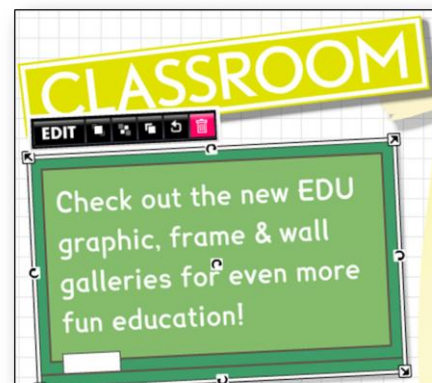 CLASSROOM
EDIT
Check out the new EDU
graphic, frame & wall
galleries for even more
fun education!